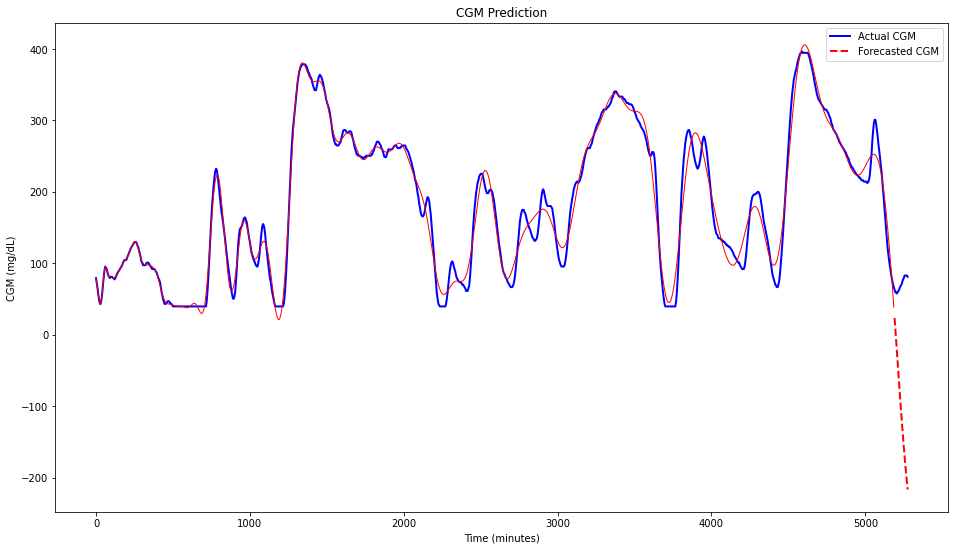 CGM Prediction
Actual CGM
Forecasted CGM
CGM (mg/dL)
400
300
200
100
0
−100
−200
0
1000
2000
3000
4000
5000
Time (minutes)